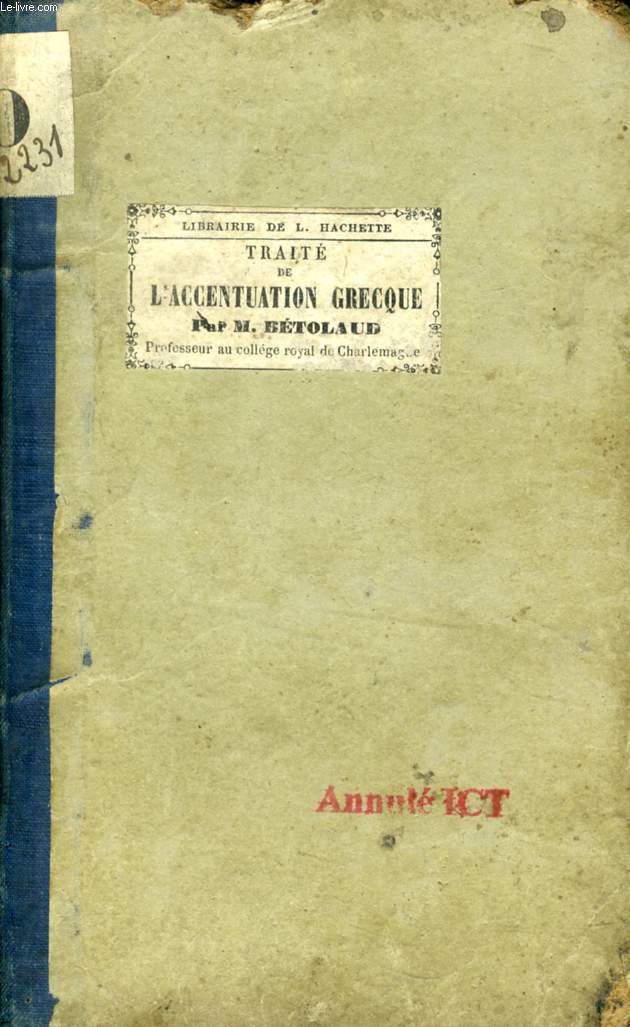 Le-livre.com
2231
LIBRAIRIE DE L. HACHETTE
TRAITÉ
DE
L'ACCENTUATION GRECQUE
Par M. BÉTOLAUD
Professeur au collége royal de Charlemagne
Annulé ICT